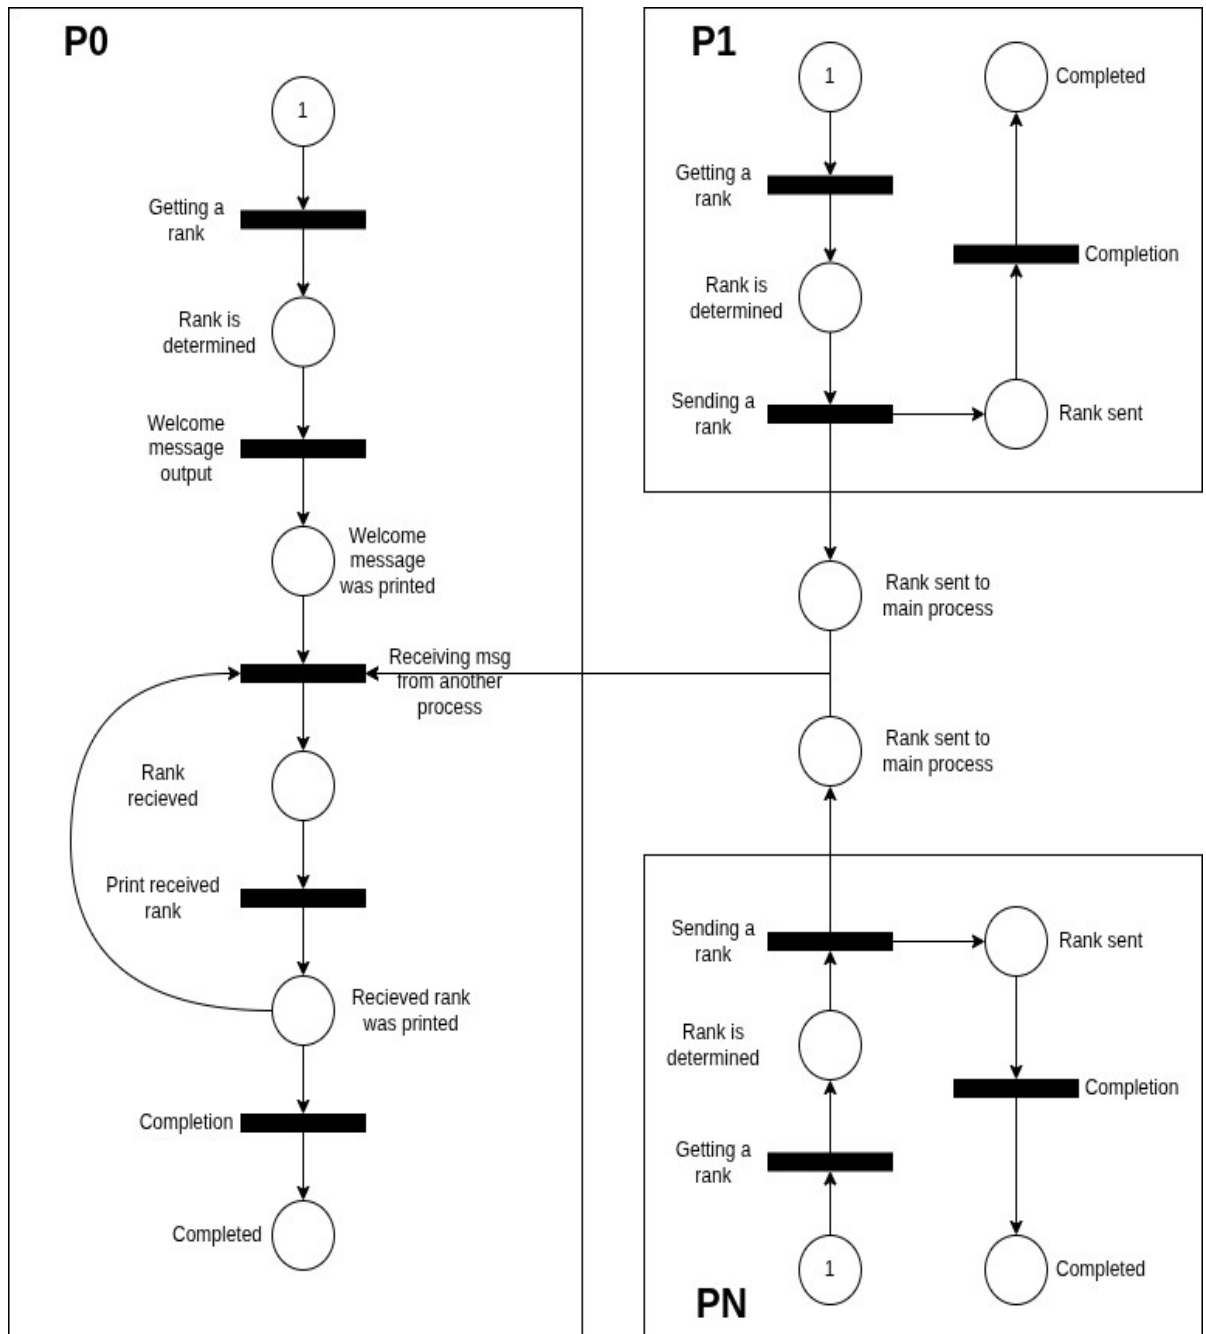 P0
1
Getting a
rank
Rank is
determined
Welcome
message
output
Welcome
message
was printed
Receiving msg
from another
process
Rank
recieved
Print received
rank
Recieved rank
was printed
Completion
Completed
P1
1
Completed
Getting a
rank
Completion
Rank is
determined
Sending a
rank
Rank sent
Rank sent to
main process
Rank sent to
main process
Sending a
rank
Rank sent
Rank is
determined
Completion
Getting a
rank
1
Completed
PN